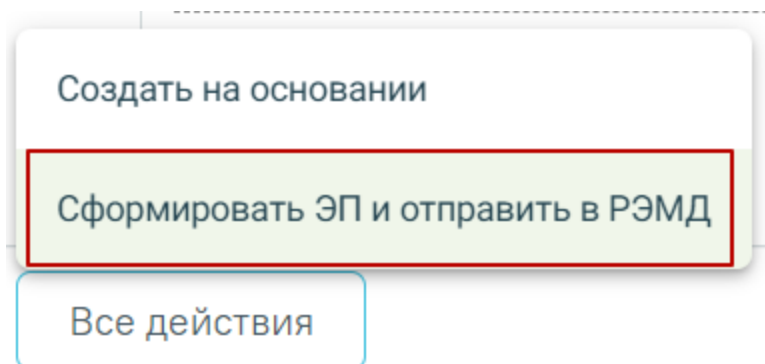 Создать на основании
Сформировать ЭП и отправить в РЭМД
Все действия